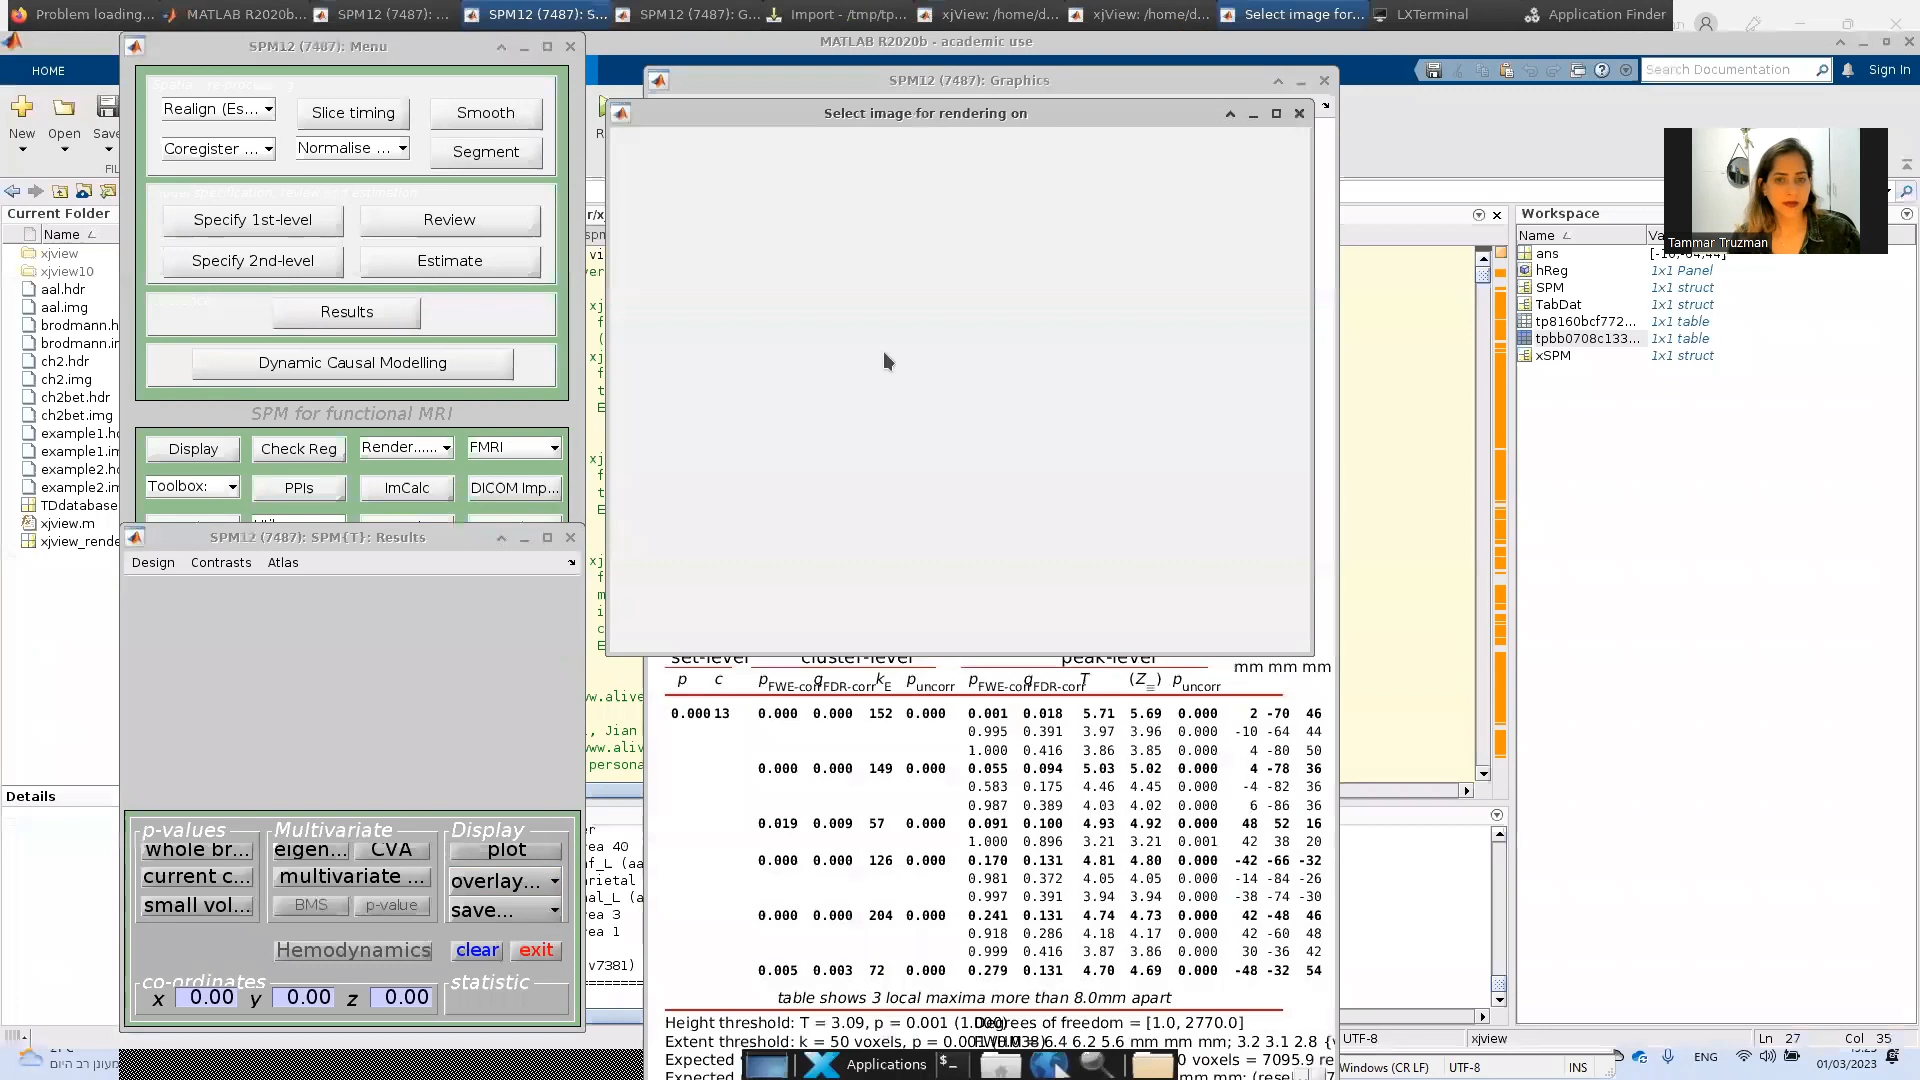 Problem loading...
MATLAB R2020b...
SPM12 (7487): ...
SPM12 (7487): S...
SPM12 (7487): G...
Import - /tmp/tp...
xjView: /home/d...
xjView: /home/d...
Select image for...
LXTerminal
Application Finder
MATLAB R2020b - academic use
HOME
Search Documentation
Sign In
New
Open
Save
FIL
SPM12 (7487): Menu
Realign (Es...
Slice timing
Smooth
Coregister ...
Normalise ...
Segment
Specify 1st-level
Review
Specify 2nd-level
Estimate
Results
Dynamic Causal Modelling
SPM for functional MRI
Display
Check Reg
Render......
FMRI
Toolbox:
PPIs
ImCalc
DICOM Imp...
Current Folder
Name
xjview
xjview10
aal.hdr
aal.img
brodmann.h
brodmann.in
ch2.hdr
ch2.img
ch2bet.hdr
ch2bet.img
example1.h
example1.in
example2.h
example2.in
TDdatabase
xjview.m
xjview_rende
Details
SPM12 (7487): SPM{T}: Results
Design
Contrasts
Atlas
p-values
Multivariate
Display
whole br...
eigen...
CVA
plot
current c...
multivariate ...
overlay...
small vol...
BMS
p-value
save...
Hemodynamics
clear
exit
co-ordinates
statistic
x 0.00 y 0.00 z 0.00
SPM12 (7487): Graphics
Select image for rendering on
Workspace
Name
ans
hReg 1x1 Panel
SPM 1x1 struct
TabDat 1x1 struct
tp8160bcf772... 1x1 table
tpbb0708c133... 1x1 table
xSPM 1x1 struct
Tammar Truzman
set-level cluster-level peak-level mm mm mm
p c pFWE-corr qFDR-corr kE puncorr pFWE-corr qFDR-corr T (Z≡) puncorr
0.000 13 0.000 0.000 152 0.000 0.001 0.018 5.71 5.69 0.000 2 -70 46
0.995 0.391 3.97 3.96 0.000 -10 -64 44
1.000 0.416 3.86 3.85 0.000 4 -80 50
0.000 0.000 149 0.000 0.055 0.094 5.03 5.02 0.000 4 -78 36
0.583 0.175 4.46 4.45 0.000 -4 -82 36
0.987 0.389 4.03 4.02 0.000 6 -86 36
0.019 0.009 57 0.000 0.091 0.100 4.93 4.92 0.000 48 52 16
1.000 0.896 3.21 3.21 0.001 42 38 20
0.000 0.000 126 0.000 0.170 0.131 4.81 4.80 0.000 -42 -66 -32
0.981 0.372 4.05 4.05 0.000 -14 -84 -26
0.997 0.391 3.94 3.94 0.000 -38 -74 -30
0.000 0.000 204 0.000 0.241 0.131 4.74 4.73 0.000 42 -48 46
0.918 0.286 4.18 4.17 0.000 42 -60 48
0.999 0.416 3.87 3.86 0.000 30 -36 42
0.005 0.003 72 0.000 0.279 0.131 4.70 4.69 0.000 -48 -32 54
table shows 3 local maxima more than 8.0mm apart
Height threshold: T = 3.09, p = 0.001 (1.000)
Degrees of freedom = [1.0, 2770.0]
Extent threshold: k = 50 voxels, p = 0.001
6.4 6.2 5.6 mm mm mm; 3.2 3.1 2.8
Expected
0 voxels = 7095.9
Expected
Applications
UTF-8
xjview
Ln 27
Col 35
Windows (CR LF)
UTF-8
INS
ENG
01/03/2023